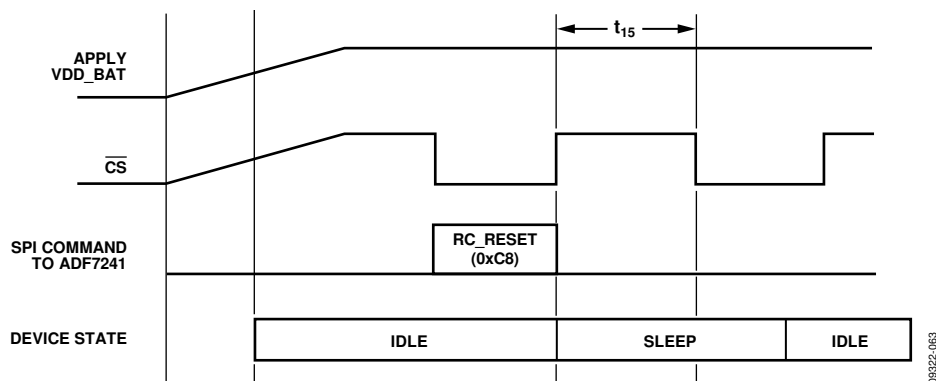 t15
APPLY
VDD_BAT
CS
RC_RESET
(0xC8)
SPI COMMAND
TO ADF7241
DEVICE STATE
IDLE
SLEEP
IDLE
09322-063